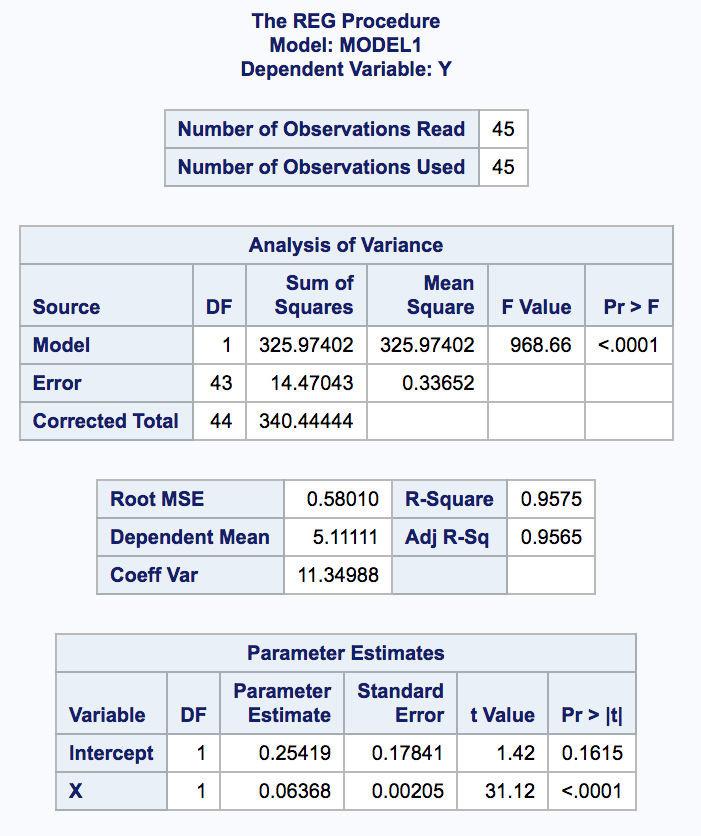 The REG Procedure
Model: MODEL1
Dependent Variable: Y
Number of Observations Read 45
Number of Observations Used 45
Analysis of Variance
Source DF Sum of Squares Mean Square F Value Pr > F
Model 1 325.97402 325.97402 968.66 <.0001
Error 43 14.47043 0.33652
Corrected Total 44 340.44444
Root MSE 0.58010 R-Square 0.9575
Dependent Mean 5.11111 Adj R-Sq 0.9565
Coeff Var 11.34988
Parameter Estimates
Variable DF Parameter Estimate Standard Error t Value Pr > |t|
Intercept 1 0.25419 0.17841 1.42 0.1615
X 1 0.06368 0.00205 31.12 <.0001